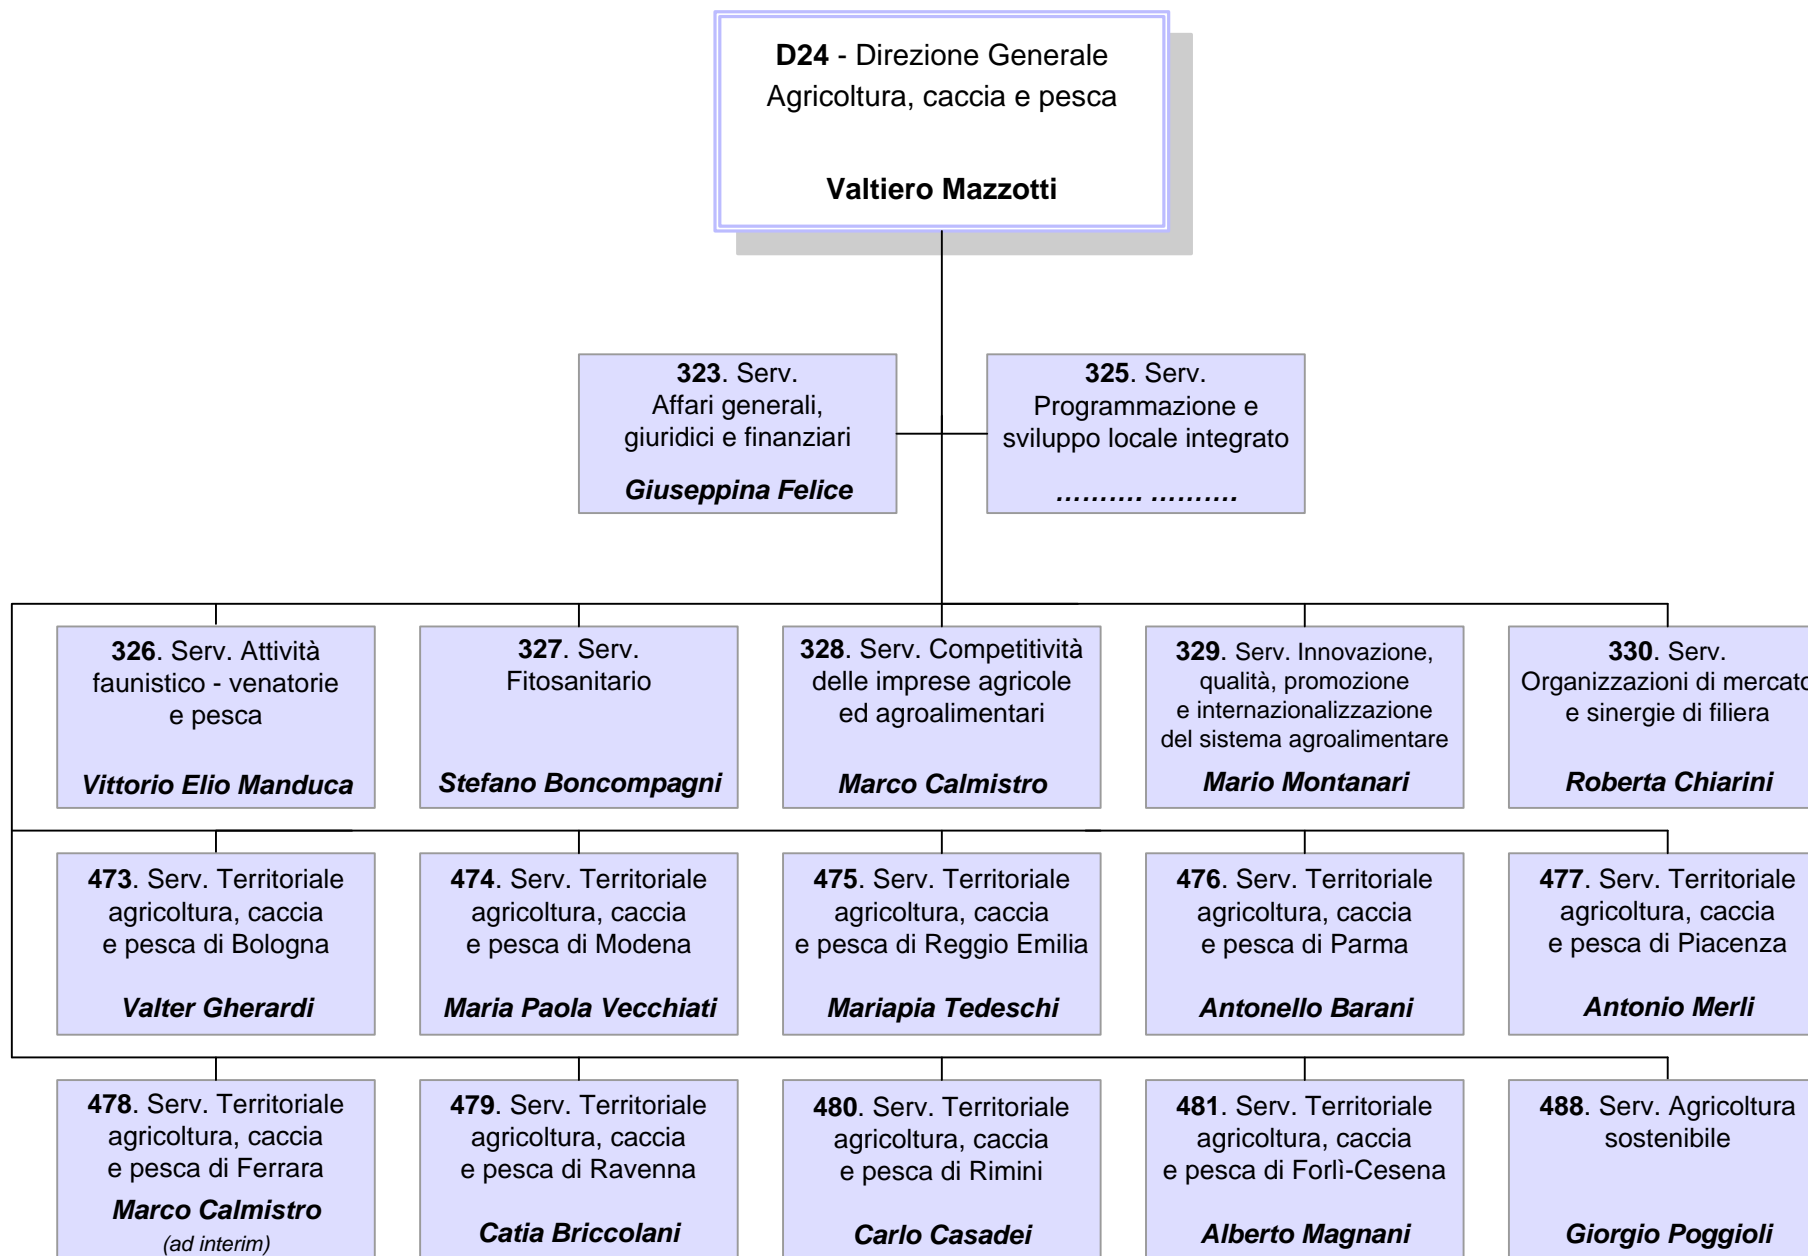 D24 - Direzione Generale
Agricoltura, caccia e pesca
Valtiero Mazzotti
323. Serv.
Affari generali,
giuridici e finanziari
Giuseppina Felice
325. Serv.
Programmazione e
sviluppo locale integrato
………. ……….
326. Serv. Attività
faunistico - venatorie
e pesca
Vittorio Elio Manduca
327. Serv.
Fitosanitario
Stefano Boncompagni
328. Serv. Competitività
delle imprese agricole
ed agroalimentari
Marco Calmistro
329. Serv. Innovazione,
qualità, promozione
e internazionalizzazione
del sistema agroalimentare
Mario Montanari
330. Serv.
Organizzazioni di mercato
e sinergie di filiera
Roberta Chiarini
473. Serv. Territoriale
agricoltura, caccia
e pesca di Bologna
Valter Gherardi
474. Serv. Territoriale
agricoltura, caccia
e pesca di Modena
Maria Paola Vecchiati
475. Serv. Territoriale
agricoltura, caccia
e pesca di Reggio Emilia
Mariapia Tedeschi
476. Serv. Territoriale
agricoltura, caccia
e pesca di Parma
Antonello Barani
477. Serv. Territoriale
agricoltura, caccia
e pesca di Piacenza
Antonio Merli
478. Serv. Territoriale
agricoltura, caccia
e pesca di Ferrara
Marco Calmistro
(ad interim)
479. Serv. Territoriale
agricoltura, caccia
e pesca di Ravenna
Catia Briccolani
480. Serv. Territoriale
agricoltura, caccia
e pesca di Rimini
Carlo Casadei
481. Serv. Territoriale
agricoltura, caccia
e pesca di Forlì-Cesena
Alberto Magnani
488. Serv. Agricoltura
sostenibile
Giorgio Poggioli